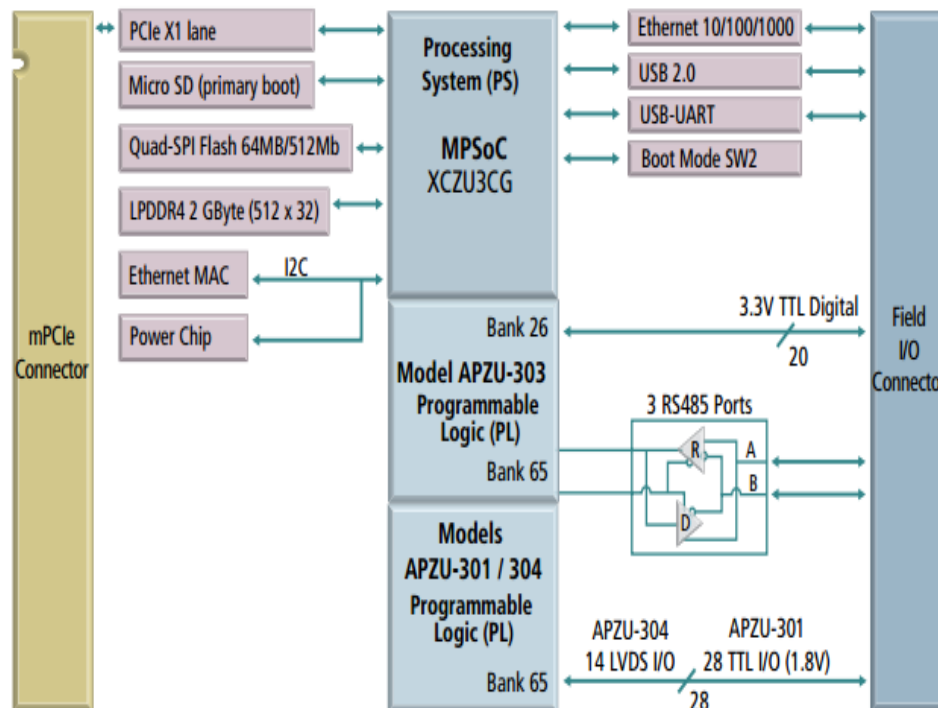 mPCIe
Connector
PCIe X1 lane
Micro SD (primary boot)
Quad-SPI Flash 64MB/512Mb
LPDDR4 2 GByte (512 x 32)
Ethernet MAC
I2C
Power Chip
Processing
System (PS)
MPSoC
XCZU3CG
Bank 26
Model APZU-303
Programmable
Logic (PL)
Bank 65
Models
APZU-301 / 304
Programmable
Logic (PL)
Bank 65
Ethernet 10/100/1000
USB 2.0
USB-UART
Boot Mode SW2
3.3V TTL Digital
20
3 RS485 Ports
R
A
B
D
APZU-304
14 LVDS I/O
APZU-301
28 TTL I/O (1.8V)
28
Field
I/O
Connecto